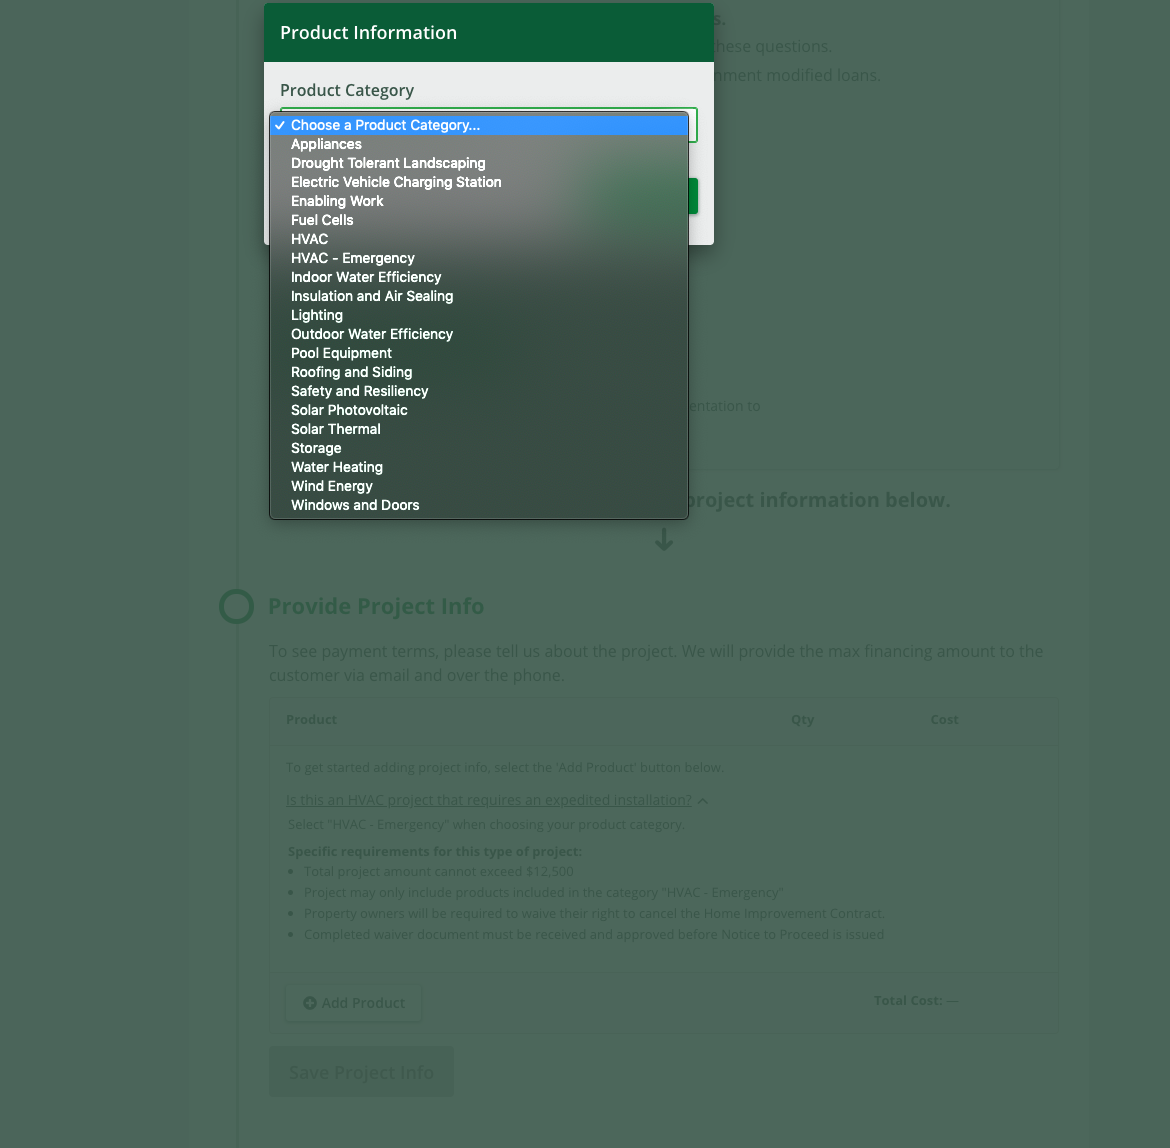 Product Information
s.
hese questions.
nment modified loans.
Product Category
✓ Choose a Product Category...
Appliances
Drought Tolerant Landscaping
Electric Vehicle Charging Station
Enabling Work
Fuel Cells
HVAC
HVAC - Emergency
Indoor Water Efficiency
Insulation and Air Sealing
Lighting
Outdoor Water Efficiency
Pool Equipment
Roofing and Siding
Safety and Resiliency
Solar Photovoltaic
Solar Thermal
Storage
Water Heating
Wind Energy
Windows and Doors
entation to
project information below.
Provide Project Info
To see payment terms, please tell us about the project. We will provide the max financing amount to the
customer via email and over the phone.
Product Qty Cost
To get started adding project info, select the 'Add Product' button below.
Is this an HVAC project that requires an expedited installation?
Select "HVAC - Emergency" when choosing your product category.
Specific requirements for this type of project:
• Total project amount cannot exceed $12,500
• Project may only include products included in the category "HVAC - Emergency"
• Property owners will be required to waive their right to cancel the Home Improvement Contract.
• Completed waiver document must be received and approved before Notice to Proceed is issued
Add Product Total Cost: —
Save Project Info